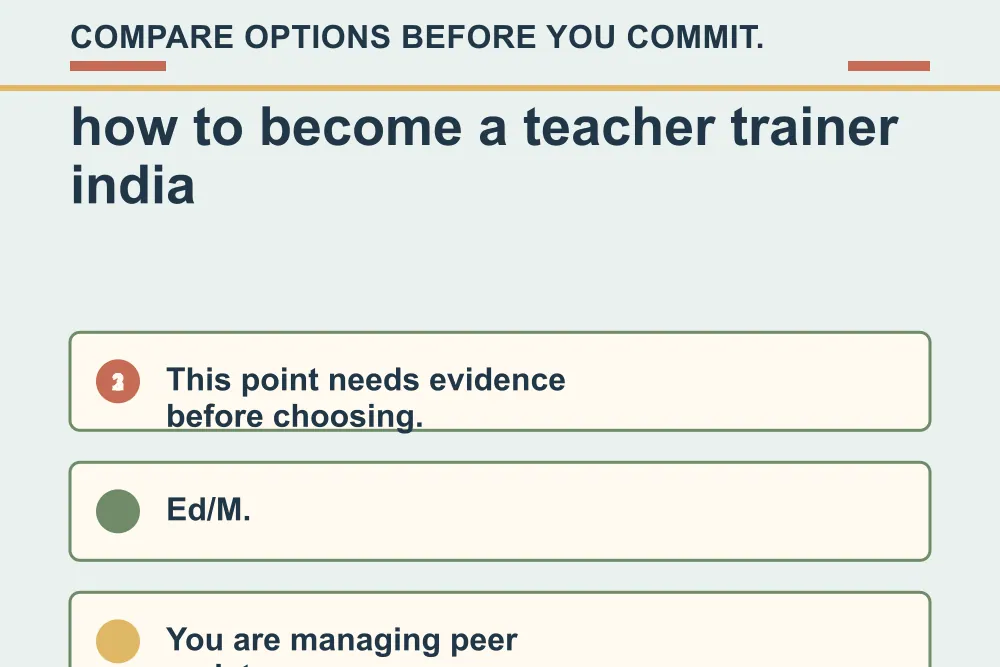 COMPARE OPTIONS BEFORE YOU COMMIT.
how to become a teacher trainer
india
This point needs evidence
before choosing.
Ed/M.
You are managing peer